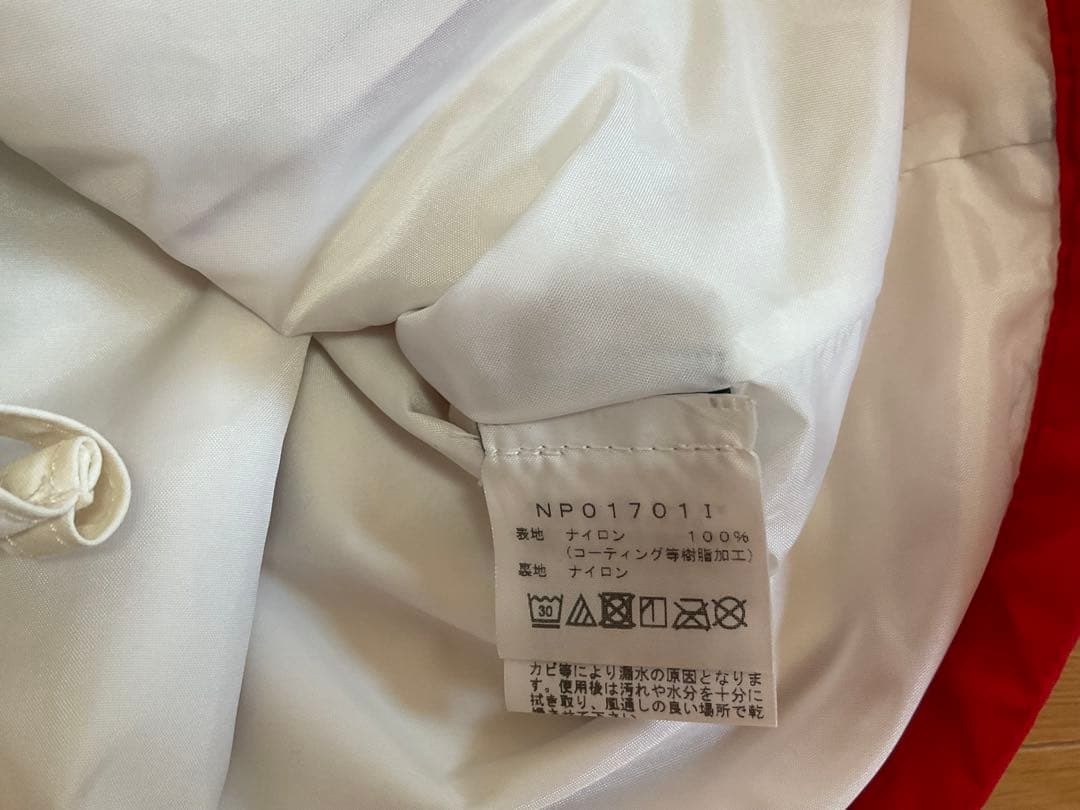 NP01701I
表地 ナイロン 100%
(コーティング等樹脂加工)
裏地 ナイロン
30
カビ等により漏水の原因となりま
す。使用後は汚れや水分を十分に
拭き取り、風通しの良い場所で乾